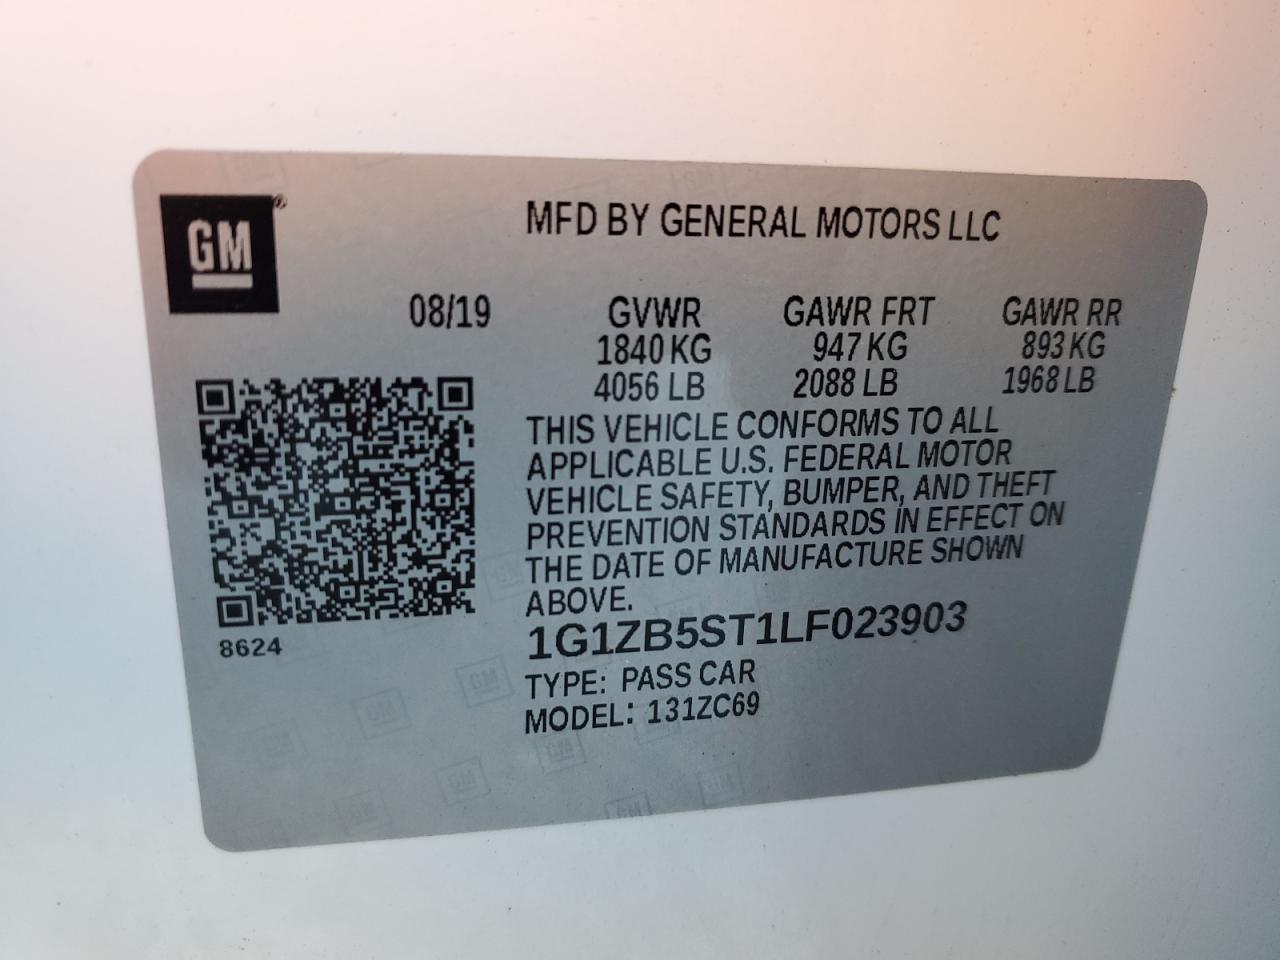 GM®
MFD BY GENERAL MOTORS LLC
08/19 GVWR GAWR FRT GAWR RR
1840 KG 947 KG 893 KG
4056 LB 2088 LB 1968 LB
THIS VEHICLE CONFORMS TO ALL
APPLICABLE U.S. FEDERAL MOTOR
VEHICLE SAFETY, BUMPER, AND THEFT
PREVENTION STANDARDS IN EFFECT ON
THE DATE OF MANUFACTURE SHOWN
ABOVE.
8624
1G1ZB5ST1LF023903
TYPE: PASS CAR
MODEL: 131ZC69